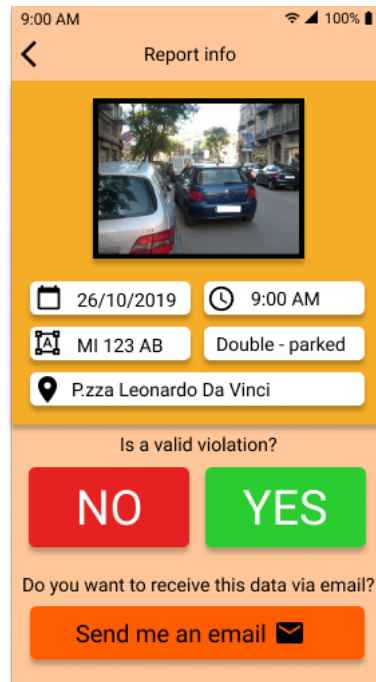 9:00 AM 100%
Report info
26/10/2019 9:00 AM
MI 123 AB Double - parked
P.zza Leonardo Da Vinci
Is a valid violation?
NO YES
Do you want to receive this data via email?
Send me an email